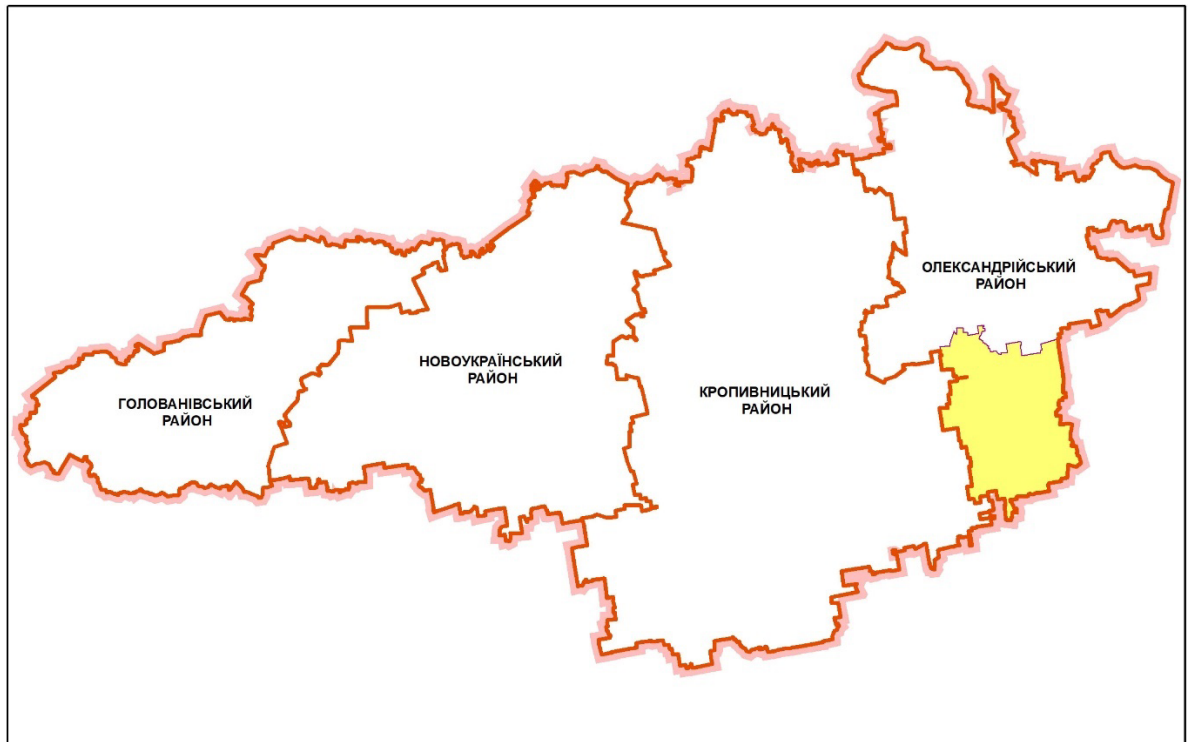 ОЛЕКСАНДРІЙСЬКИЙ
РАЙОН
НОВОУКРАЇНСЬКИЙ
РАЙОН
КРОПИВНИЦЬКИЙ
РАЙОН
ГОЛОВАНІВСЬКИЙ
РАЙОН